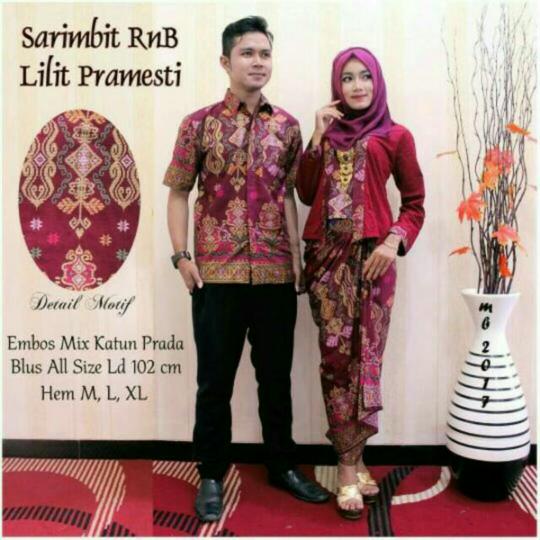 Sarimbit RnB
Lilit Pramesti
Detail Motif
Embos Mix Katun Prada
Blus All Size Ld 102 cm
Hem M, L, XL
MG 2017